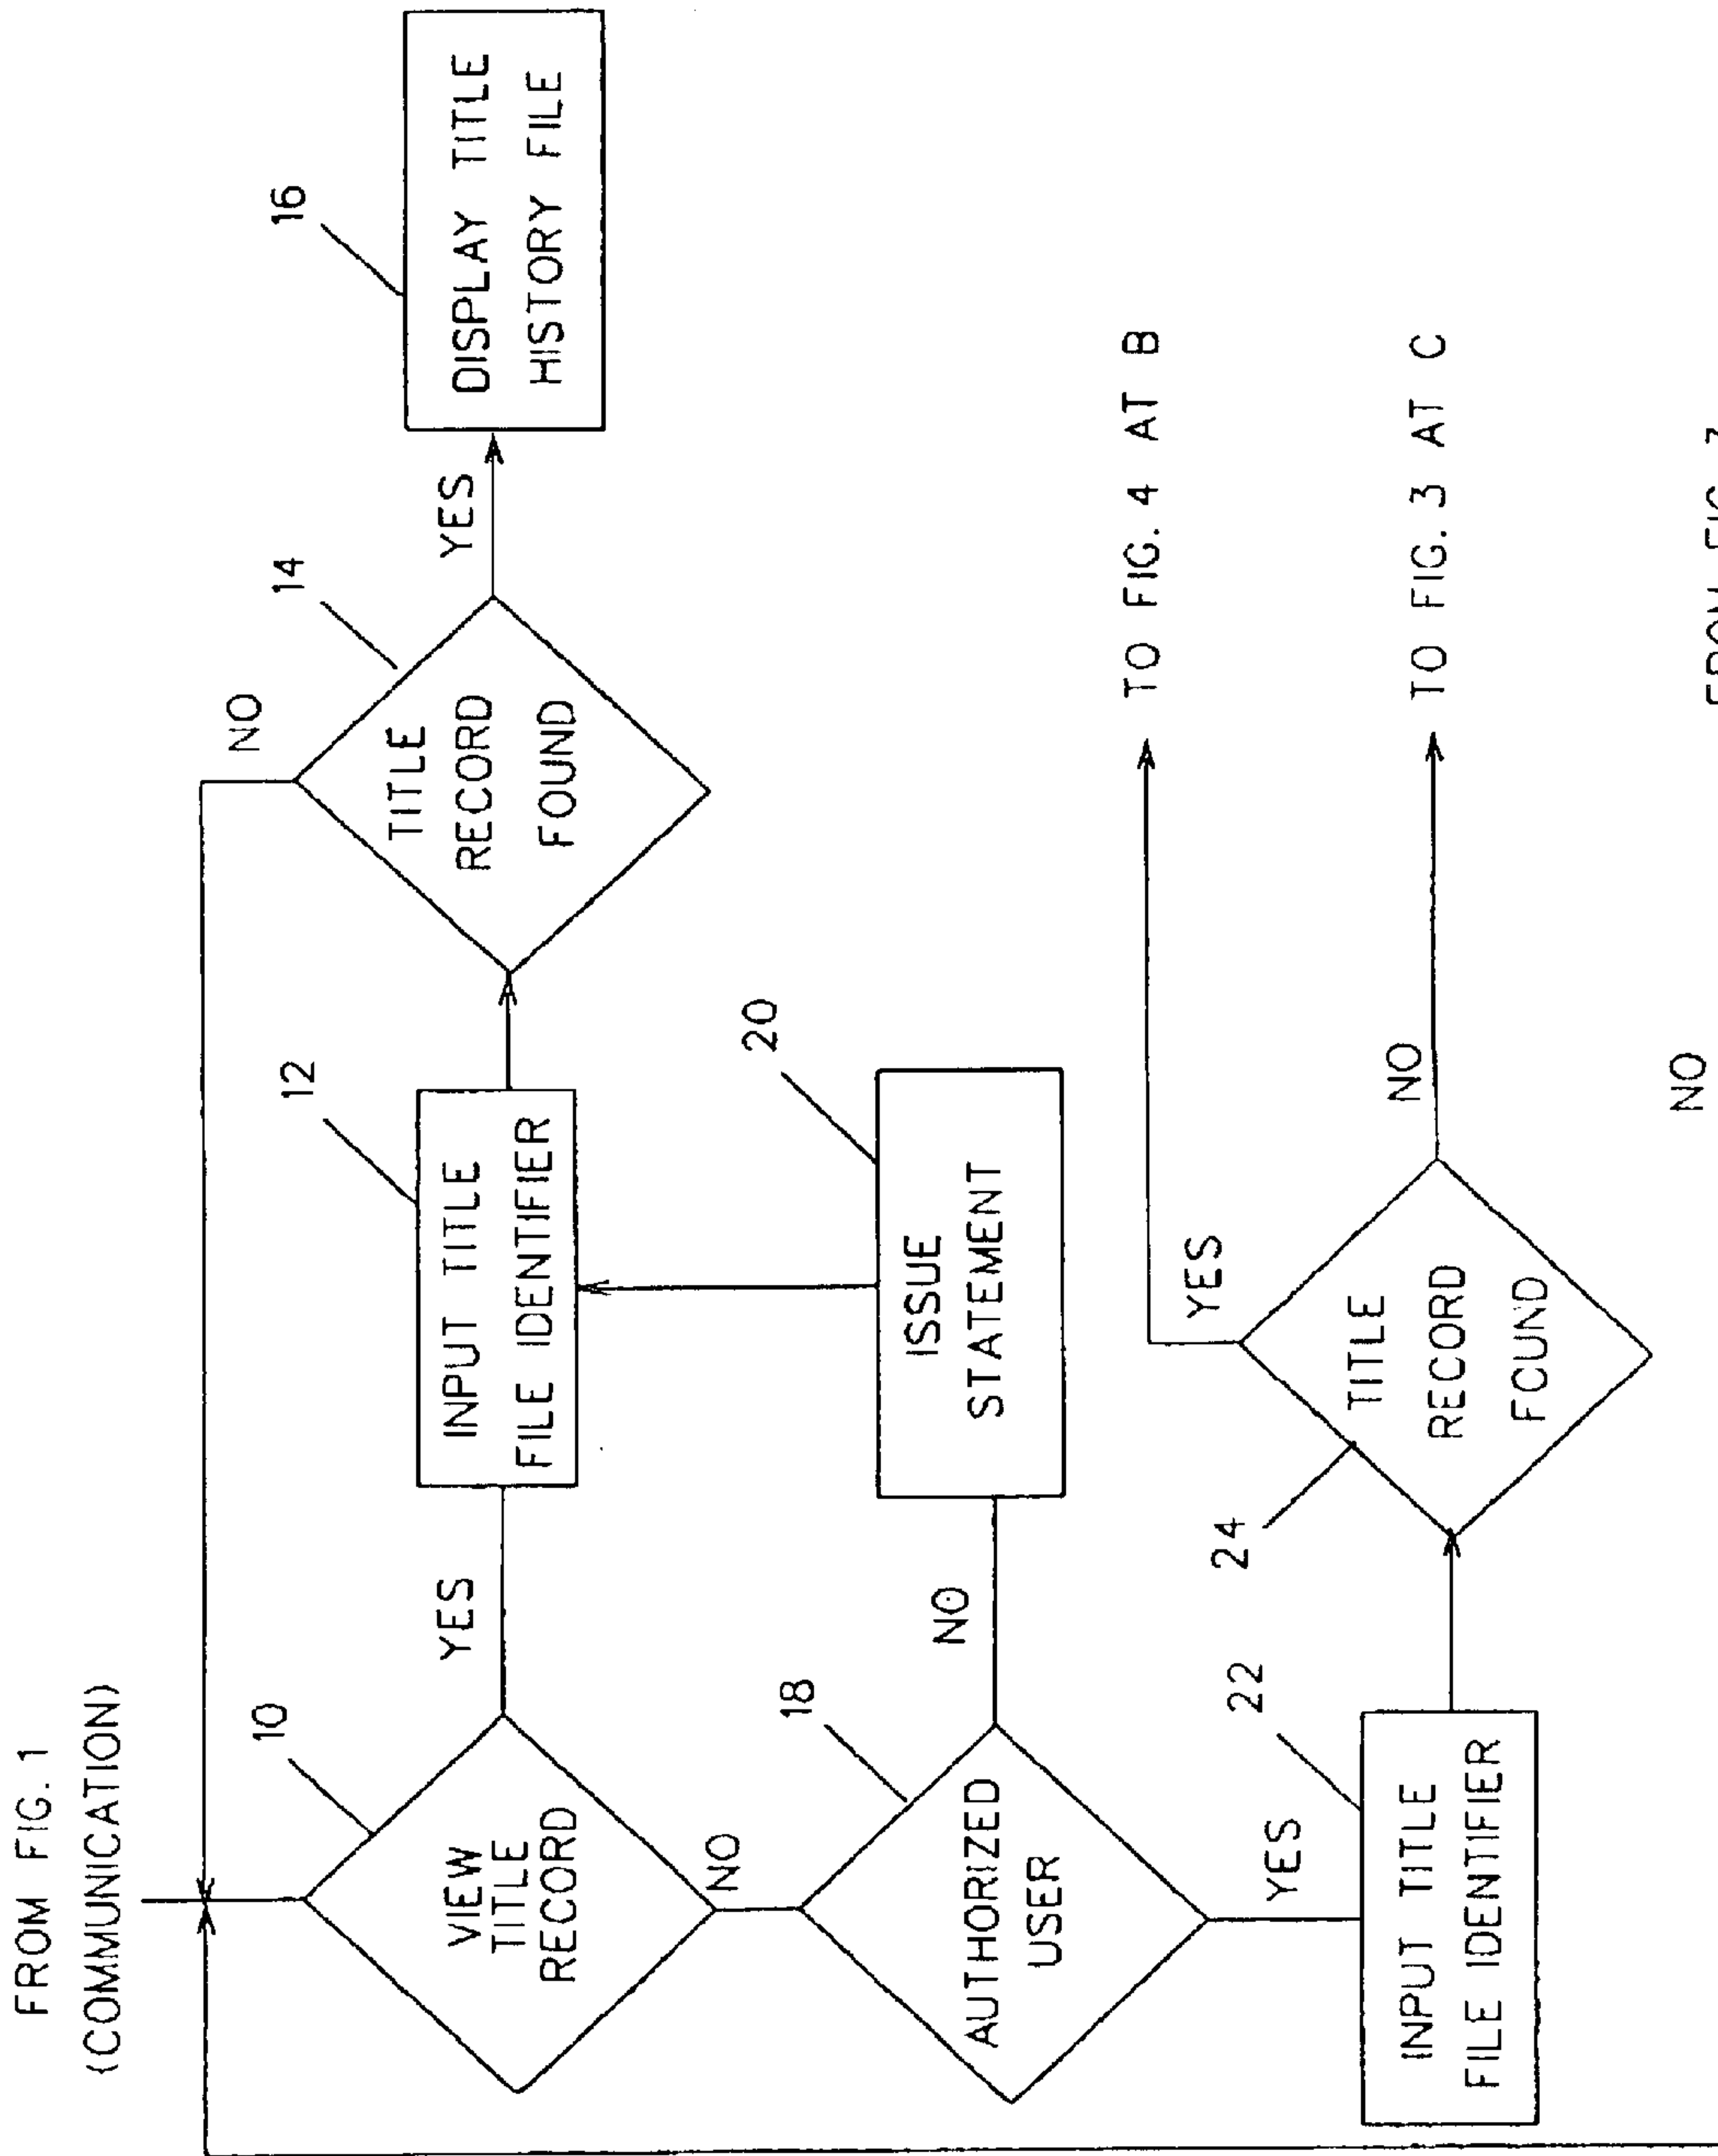 FROM FIG. 1
(COMMUNICATION)
10
VIEW
TITLE
RECORD
YES
NO
12
INPUT TITLE
FILE IDENTIFIER
14
TITLE
RECORD
FOUND
NO
YES
16
DISPLAY TITLE
HISTORY FILE
18
AUTHORIZED
USER
NO
YES
20
ISSUE
STATEMENT
22
INPUT TITLE
FILE IDENTIFIER
24
TITLE
RECORD
FOUND
YES
TO FIG. 4 AT B
NO
TO FIG. 3 AT C
NO
FROM FIG.